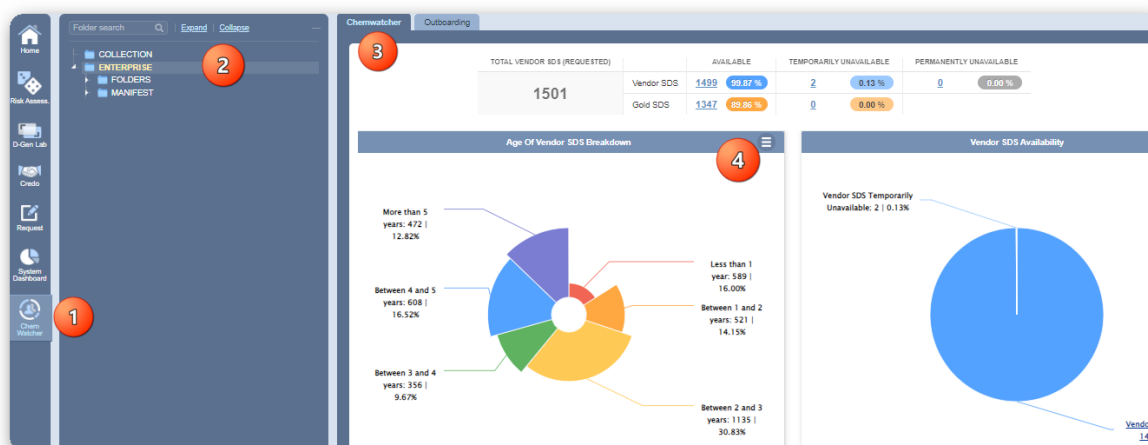 Home
Risk Assess.
D-Gen Lab
Credo
Request
System
Dashboard
Chem
Watcher
1
Folder search
Expand
Collapse
COLLECTION
ENTERPRISE
FOLDERS
MANIFEST
2
Chemwatcher
Outboarding
3
TOTAL VENDOR SDS (REQUESTED) AVAILABLE TEMPORARILY UNAVAILABLE PERMANENTLY UNAVAILABLE
1501
Vendor SDS 1499 99.87 % 2 0.13 % 0 0.00 %
Gold SDS 1347 89.86 % 0 0.00 %
Age Of Vendor SDS Breakdown
4
More than 5
years: 472 |
12.82%
Less than 1
year: 589 |
16.00%
Between 4 and 5
years: 608 |
16.52%
Between 1 and 2
years: 521 |
14.15%
Between 3 and 4
years: 356 |
9.67%
Between 2 and 3
years: 1135 |
30.83%
Vendor SDS Availability
Vendor SDS Temporarily
Unavailable: 2 | 0.13%